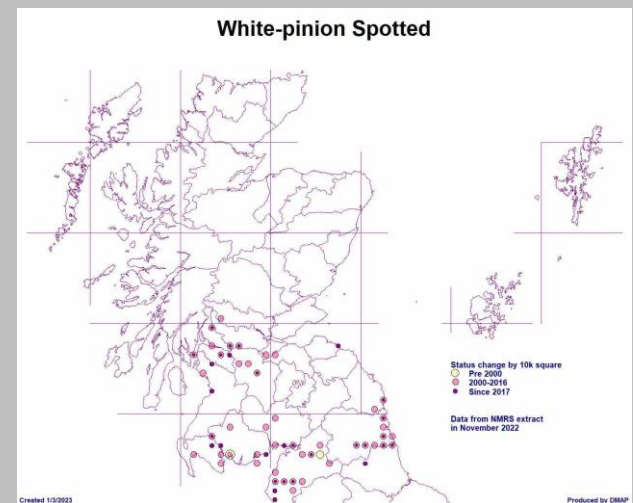 White-pinion Spotted
Status change by 10k square
Pre 2000
2000-2016
Since 2017
Data from NMRS extract
in November 2022
Created 1/3/2023
Produced by DMAP